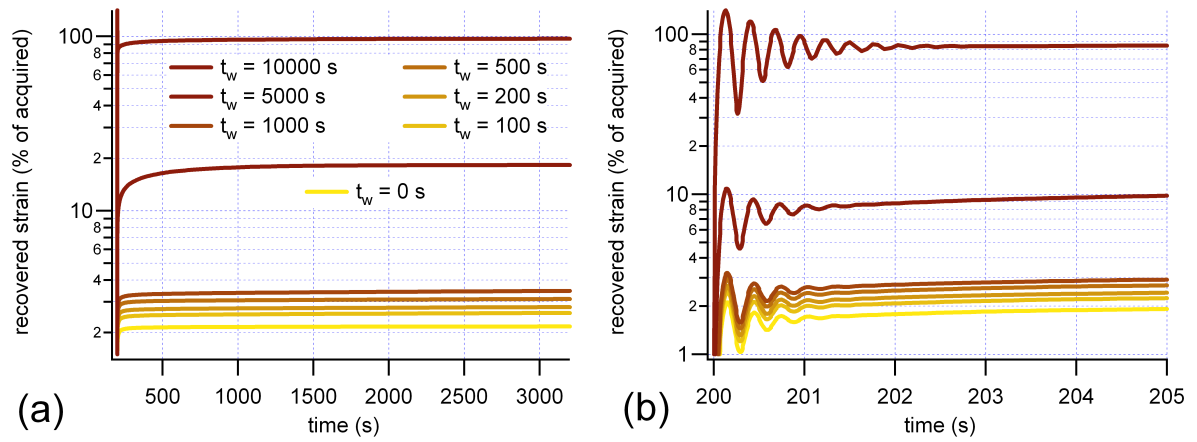 recovered strain (% of acquired)
100
8
6
4
2
10
8
6
4
2
t_w = 10000 s
t_w = 5000 s
t_w = 1000 s
t_w = 500 s
t_w = 200 s
t_w = 100 s
t_w = 0 s
500 1000 1500 2000 2500 3000
time (s)
(a)
recovered strain (% of acquired)
100
8
6
4
2
10
8
6
4
2
1
200 201 202 203 204 205
time (s)
(b)